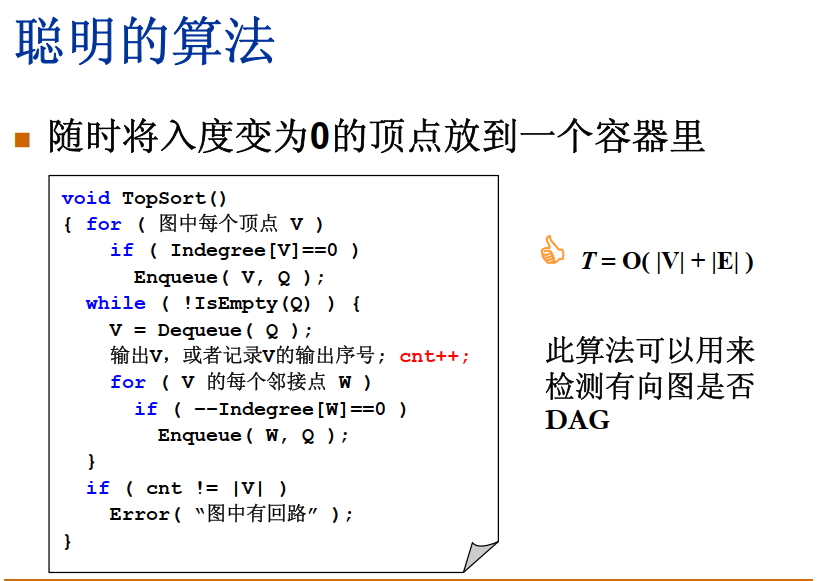 聪明的算法
随时将入度变为0的顶点放到一个容器里
void TopSort()
{ for ( 图中每个顶点 V )
if ( Indegree[V]==0 )
Enqueue( V, Q );
while ( !IsEmpty(Q) ) {
V = Dequeue( Q );
输出V，或者记录V的输出序号; cnt++;
for ( V 的每个邻接点 W )
if ( --Indegree[W]==0 )
Enqueue( W, Q );
}
if ( cnt != |V| )
Error( “图中有回路” );
}
T = O( |V| + |E| )
此算法可以用来
检测有向图是否
DAG